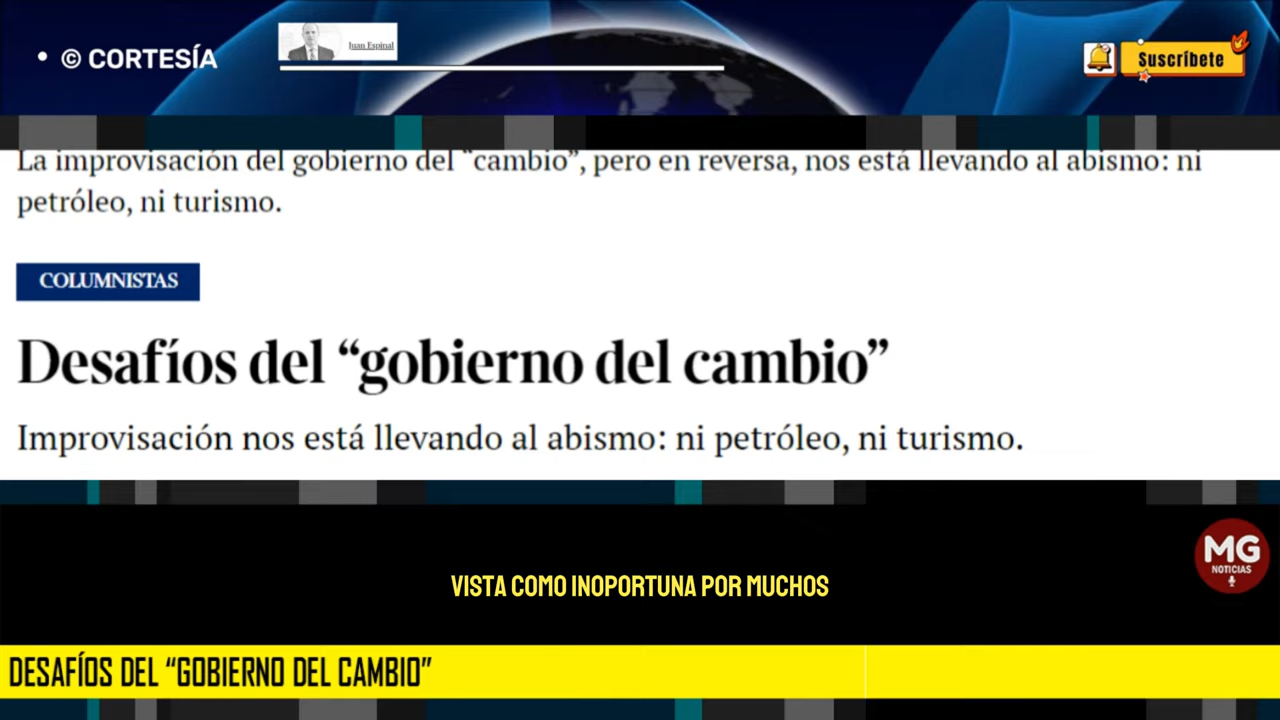 • © CORTESÍA
Juan Espinal
Suscríbete
La improvisación del gobierno del “cambio”, pero en reversa, nos está llevando al abismo: ni
petróleo, ni turismo.
COLUMNISTAS
Desafíos del “gobierno del cambio”
Improvisación nos está llevando al abismo: ni petróleo, ni turismo.
MG
NOTICIAS
VISTA COMO INOPORTUNA POR MUCHOS
DESAFÍOS DEL “GOBIERNO DEL CAMBIO”